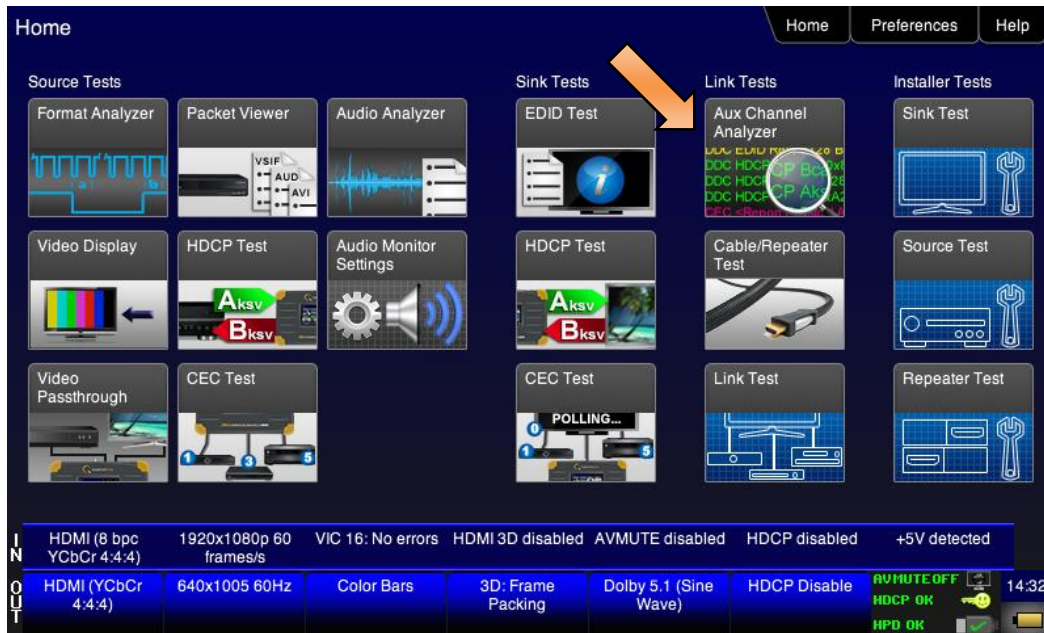 Home
Home Preferences Help
Source Tests
Sink Tests
Link Tests
Installer Tests
Format Analyzer
Packet Viewer
VSIF
AUD
AVI
Audio Analyzer
EDID Test
Aux Channel
Analyzer
Sink Test
Video Display
HDCP Test
Aksv
Bksv
Audio Monitor
Settings
HDCP Test
Aksv
Bksv
Cable/Repeater
Test
Source Test
Video
Passthrough
CEC Test
1 3 5
CEC Test
POLLING...
0
1 5
Link Test
Repeater Test
IN
HDMI (8 bpc
YCbCr 4:4:4)
1920x1080p 60
frames/s
VIC 16: No errors
HDMI 3D disabled
AVMUTE disabled
HDCP disabled
+5V detected
OUT
HDMI (YCbCr
4:4:4)
640x1005 60Hz
Color Bars
3D: Frame
Packing
Dolby 5.1 (Sine
Wave)
HDCP Disable
AVMUTE OFF
HDCP OK
HPD OK
14:32